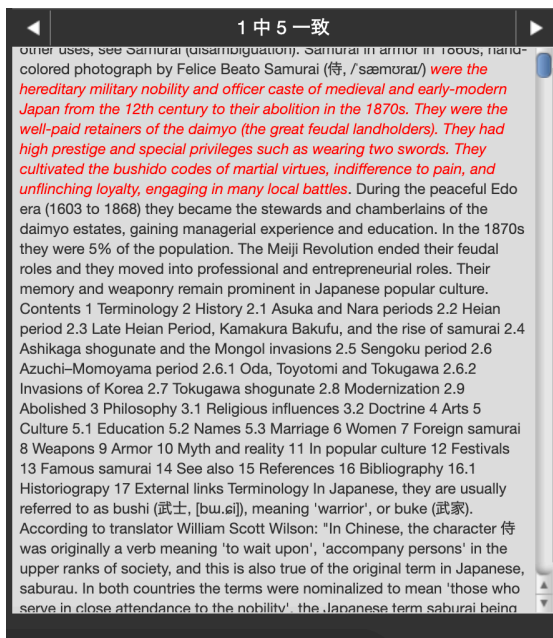 1 中 5 一致
other uses, see Samurai (disambiguation). Samurai in armor in 1860s, hand-
colored photograph by Felice Beato Samurai (侍, /ˈsæmʊraɪ/) were the
hereditary military nobility and officer caste of medieval and early-modern
Japan from the 12th century to their abolition in the 1870s. They were the
well-paid retainers of the daimyo (the great feudal landholders). They had
high prestige and special privileges such as wearing two swords. They
cultivated the bushido codes of martial virtues, indifference to pain, and
unflinching loyalty, engaging in many local battles. During the peaceful Edo
era (1603 to 1868) they became the stewards and chamberlains of the
daimyo estates, gaining managerial experience and education. In the 1870s
they were 5% of the population. The Meiji Revolution ended their feudal
roles and they moved into professional and entrepreneurial roles. Their
memory and weaponry remain prominent in Japanese popular culture.
Contents 1 Terminology 2 History 2.1 Asuka and Nara periods 2.2 Heian
period 2.3 Late Heian Period, Kamakura Bakufu, and the rise of samurai 2.4
Ashikaga shogunate and the Mongol invasions 2.5 Sengoku period 2.6
Azuchi–Momoyama period 2.6.1 Oda, Toyotomi and Tokugawa 2.6.2
Invasions of Korea 2.7 Tokugawa shogunate 2.8 Modernization 2.9
Abolished 3 Philosophy 3.1 Religious influences 3.2 Doctrine 4 Arts 5
Culture 5.1 Education 5.2 Names 5.3 Marriage 6 Women 7 Foreign samurai
8 Weapons 9 Armor 10 Myth and reality 11 In popular culture 12 Festivals
13 Famous samurai 14 See also 15 References 16 Bibliography 16.1
Historiograpy 17 External links Terminology In Japanese, they are usually
referred to as bushi (武士, [bɯ.ɕi]), meaning 'warrior', or buke (武家).
According to translator William Scott Wilson: "In Chinese, the character 侍
was originally a verb meaning 'to wait upon', 'accompany persons' in the
upper ranks of society, and this is also true of the original term in Japanese,
saburau. In both countries the terms were nominalized to mean 'those who
serve in close attendance to the nobility', the Japanese term saburai being